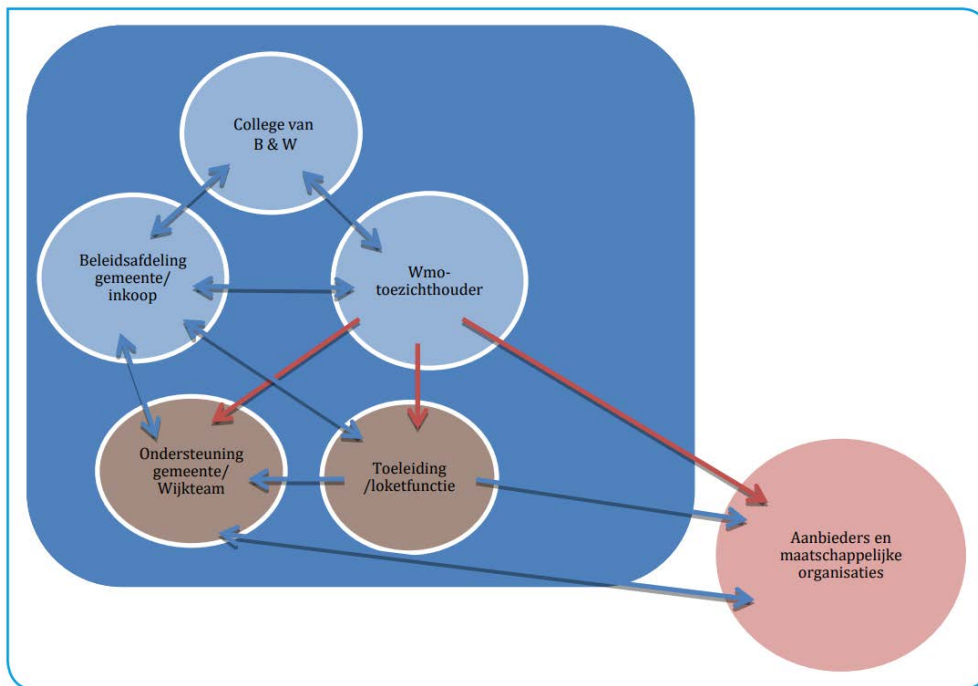 College van
B & W
Beleidsafdeling
gemeente/
inkoop
Wmo-
toezichthouder
Ondersteuning
gemeente/
Wijkteam
Toeleiding
/loketfunctie
Aanbieders en
maatschappelijke
organisaties